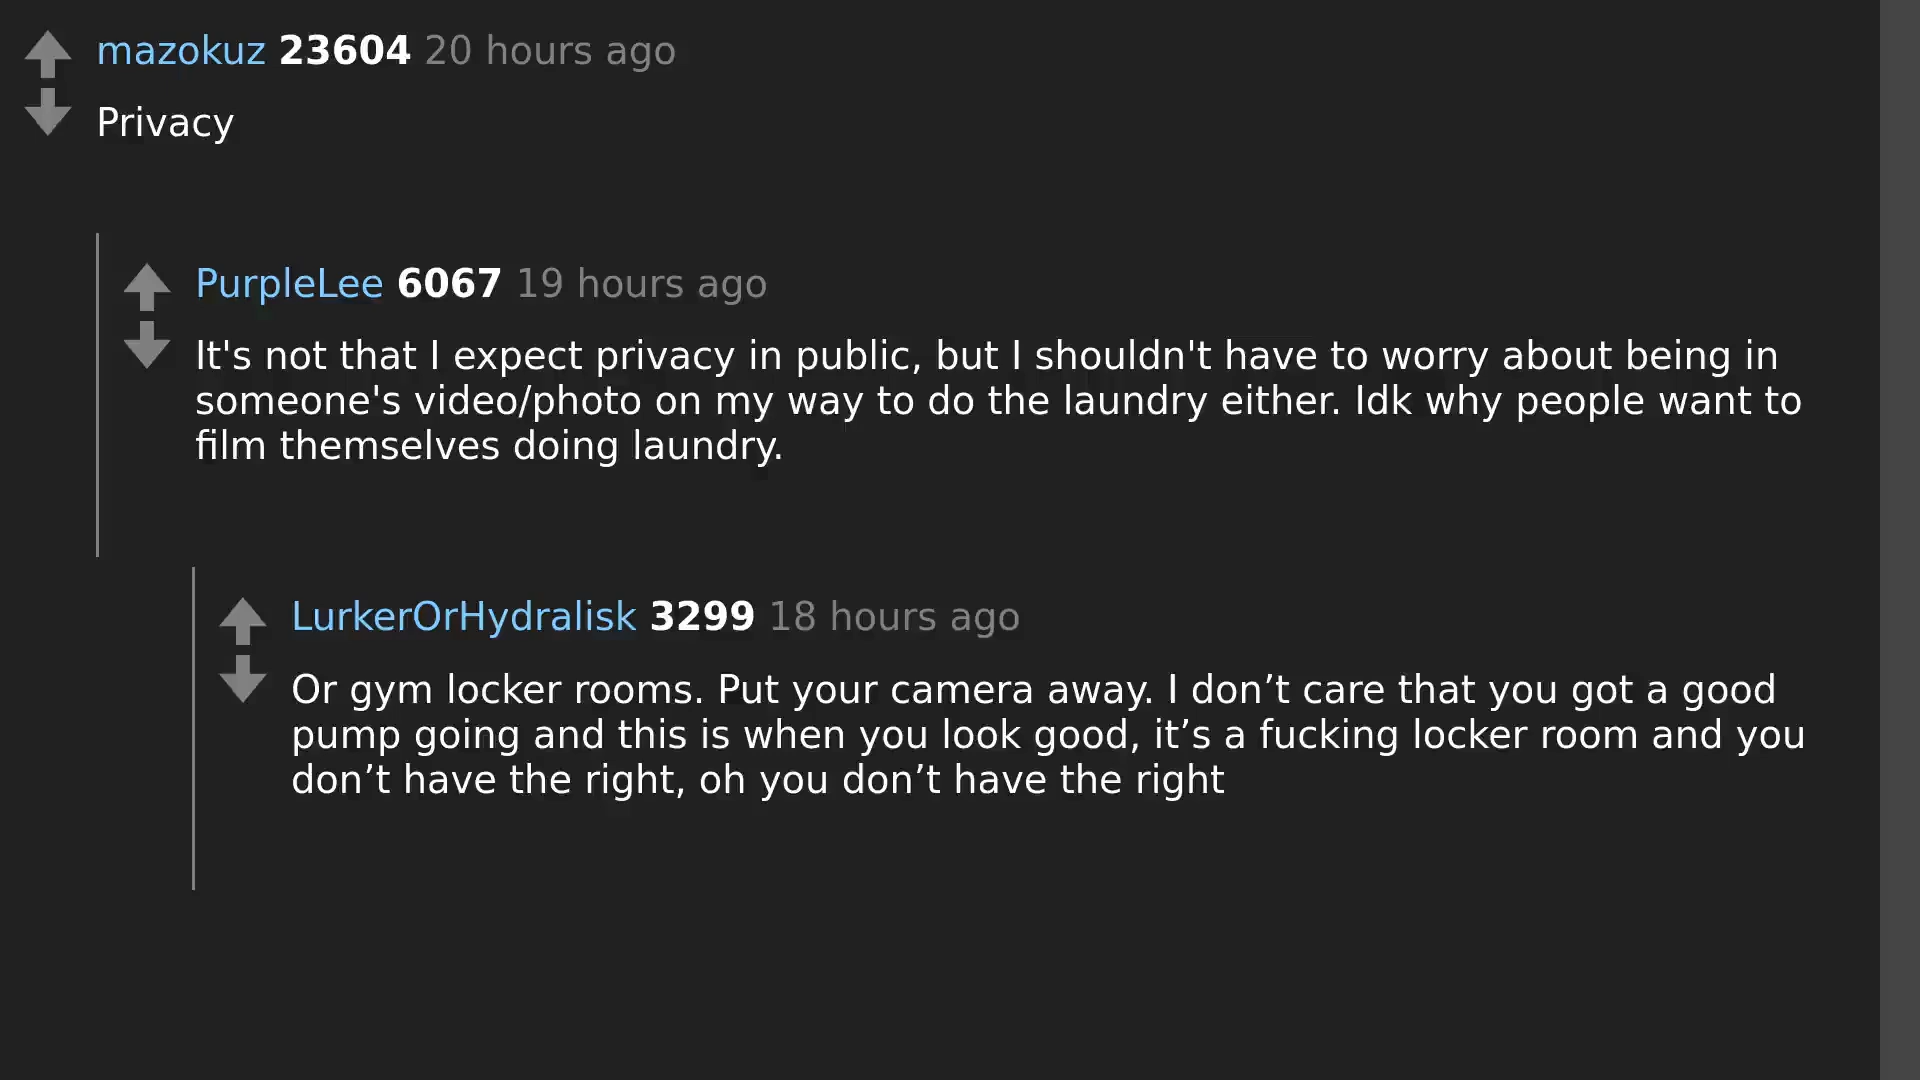 mazokuz 23604 20 hours ago
Privacy
PurpleLee 6067 19 hours ago
It's not that I expect privacy in public, but I shouldn't have to worry about being in
someone's video/photo on my way to do the laundry either. Idk why people want to
film themselves doing laundry.
LurkerOrHydralisk 3299 18 hours ago
Or gym locker rooms. Put your camera away. I don’t care that you got a good
pump going and this is when you look good, it’s a fucking locker room and you
don’t have the right, oh you don’t have the right